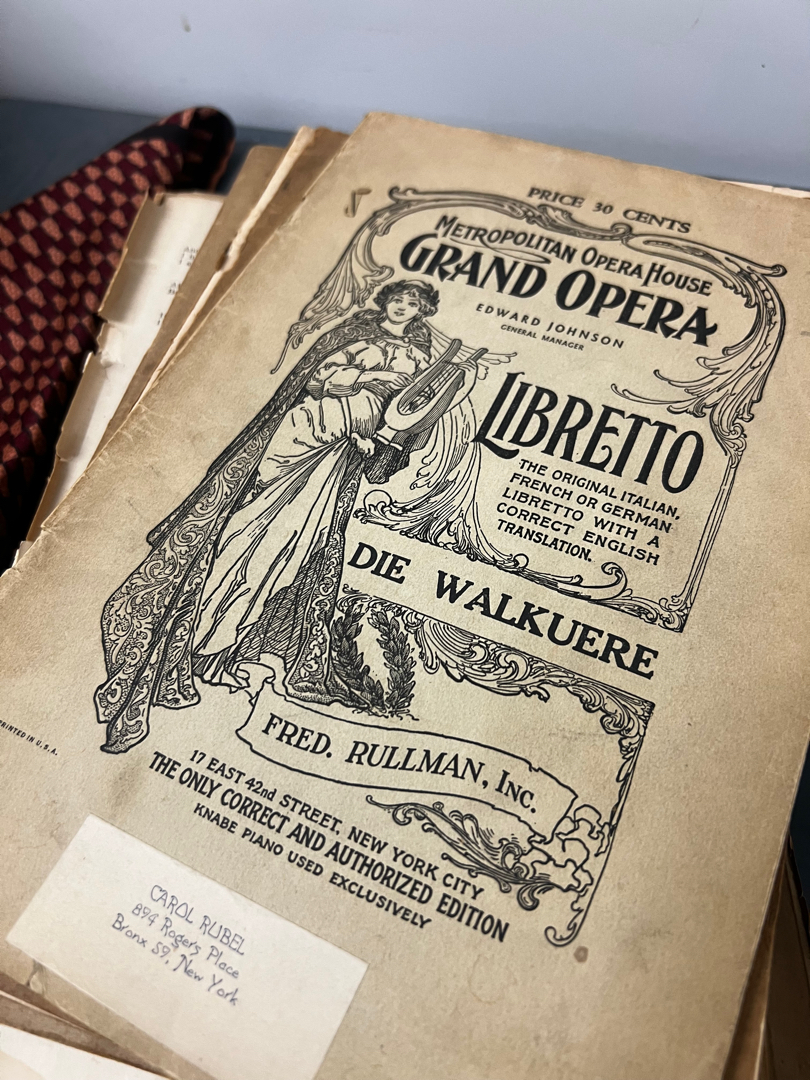 PRICE 30 CENTS
METROPOLITAN OPERA HOUSE
GRAND OPERA
EDWARD JOHNSON
GENERAL MANAGER
LIBRETTO
THE ORIGINAL ITALIAN,
FRENCH OR GERMAN
LIBRETTO WITH A
CORRECT ENGLISH
TRANSLATION.
DIE WALKUERE
FRED. RULLMAN, INC.
17 EAST 42nd STREET, NEW YORK CITY
THE ONLY CORRECT AND AUTHORIZED EDITION
KNABE PIANO USED EXCLUSIVELY
PRINTED IN U.S.A.
CAROL RUBEL
894 Rogers Place
Bronx 59, New York